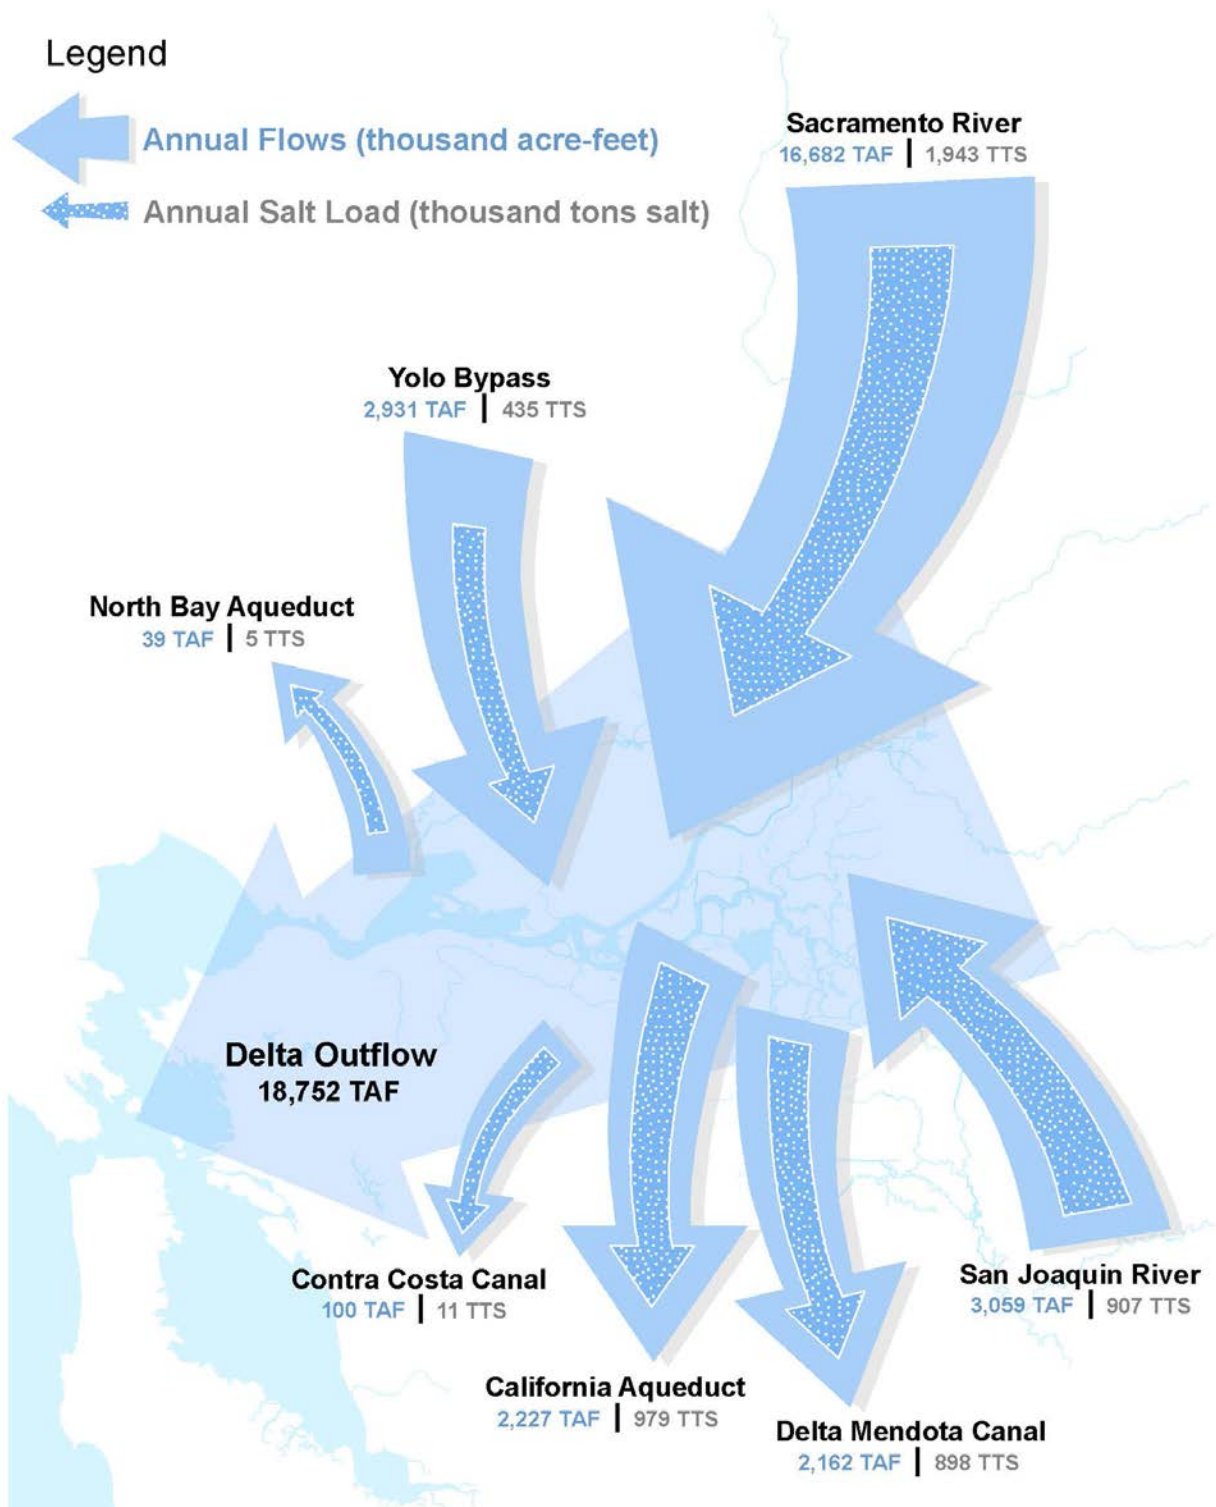 Legend
Annual Flows (thousand acre-feet)
Annual Salt Load (thousand tons salt)
Sacramento River
16,682 TAF | 1,943 TTS
Yolo Bypass
2,931 TAF | 435 TTS
North Bay Aqueduct
39 TAF | 5 TTS
Delta Outflow
18,752 TAF
Contra Costa Canal
100 TAF | 11 TTS
San Joaquin River
3,059 TAF | 907 TTS
California Aqueduct
2,227 TAF | 979 TTS
Delta Mendota Canal
2,162 TAF | 898 TTS